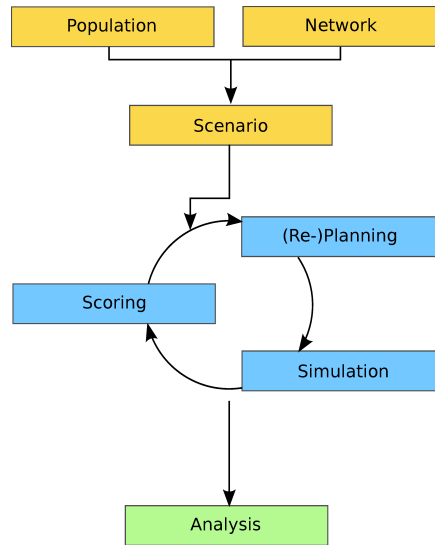 Population
Network
Scenario
(Re-)Planning
Scoring
Simulation
Analysis